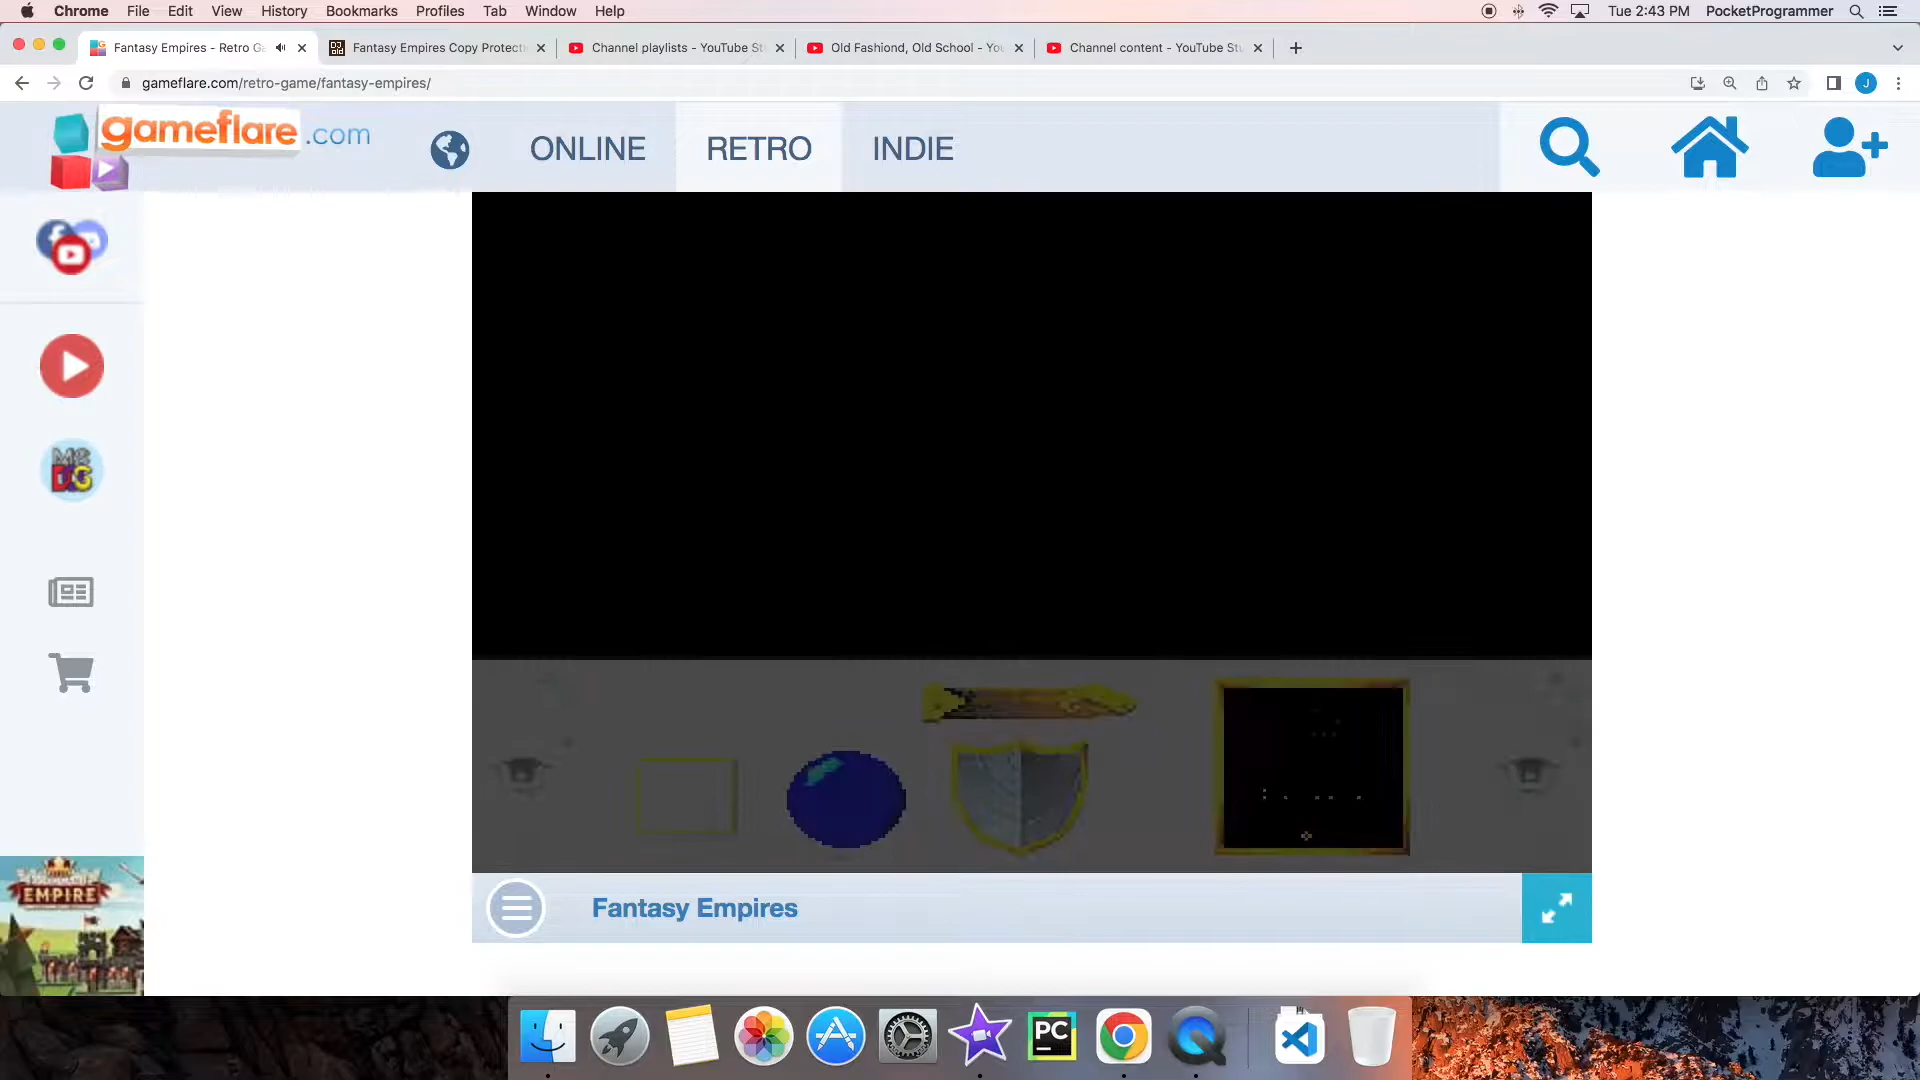 Chrome File Edit View History Bookmarks Profiles Tab Window Help Tue 2:43 PM PocketProgrammer
Fantasy Empires - Retro Ga Fantasy Empires Copy Protecti Channel playlists - YouTube St Old Fashiond, Old School - You Channel content - YouTube Stu
gameflare.com/retro-game/fantasy-empires/ J
gameflare.com ONLINE RETRO INDIE
EMPIRE
Fantasy Empires
PC